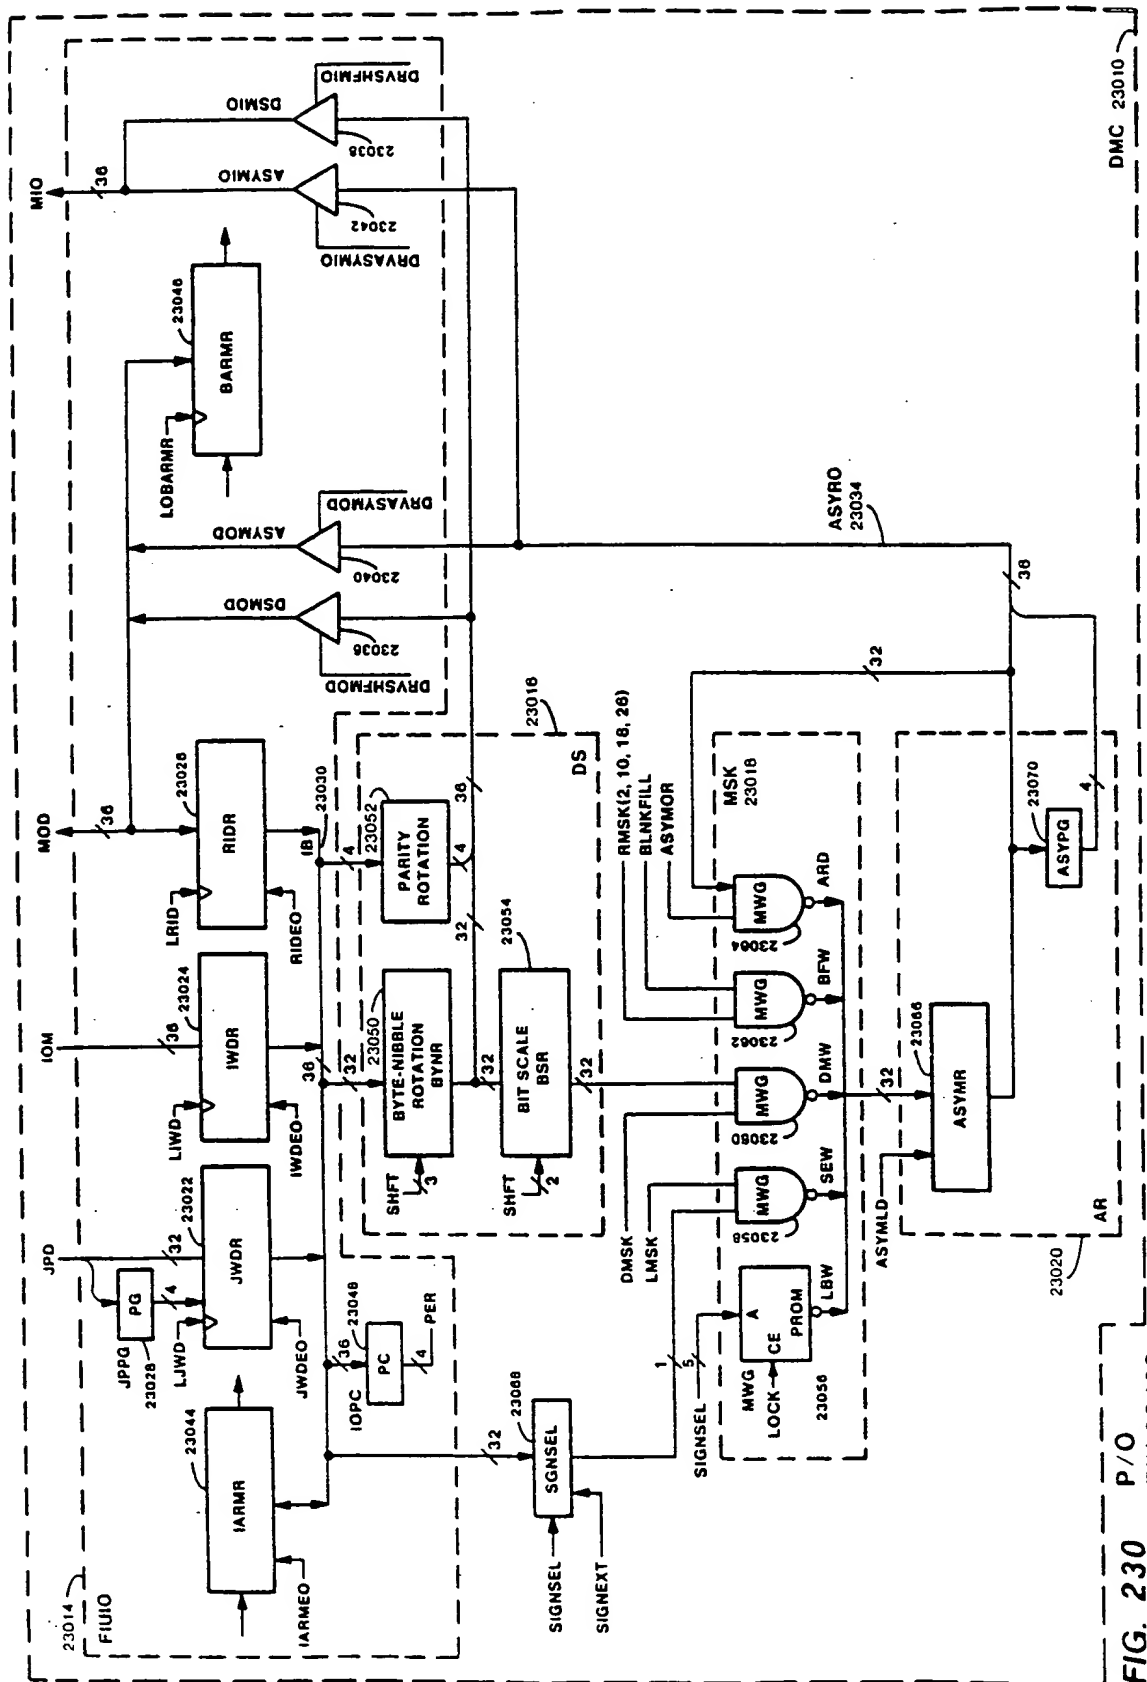 MOD
IOM
JPD
MIO
36
36
32
36
23014
FIUIO
23044
IARMR
IARMEO
JPPG
23028
PG
4
LJWD
23022
JWDR
JWDEO
LIWD
23024
IWDR
IWDEO
LRID
23026
RIDR
RIDEO
IB
23030
36
DSMOD
23036
DRVSHFMOD
ASYMOD
23040
DRVASYMOD
LOBARMR
23046
BARMR
ASYMIO
23042
DRVASYMIO
DSMIO
23038
DRVSHFMIO
36
IOPC
PC
23048
4
PER
32
32
4
23050
BYTE-NIBBLE
ROTATION
BYNR
SHFT
3
23052
PARITY
ROTATION
4
36
32
32
23054
BIT SCALE
BSR
SHFT
2
32
DS
23016
SIGNSEL
SIGNEXT
SGNSEL
23068
1
5
SIGNSEL
DMSK
LMSK
RMSK(2, 10, 18, 26)
BLNKFILL
ASYMOR
MSK
23018
MWG
LOCK
A
CE
PROM
23056
LBW
MWG
23058
SEW
MWG
23060
DMW
MWG
23062
BFW
MWG
23064
ARD
32
32
ASYMLD
23066
ASYMR
AR
23020
23070
ASYPG
4
36
ASYRO
23034
DMC 23010
FIG. 230
P/O